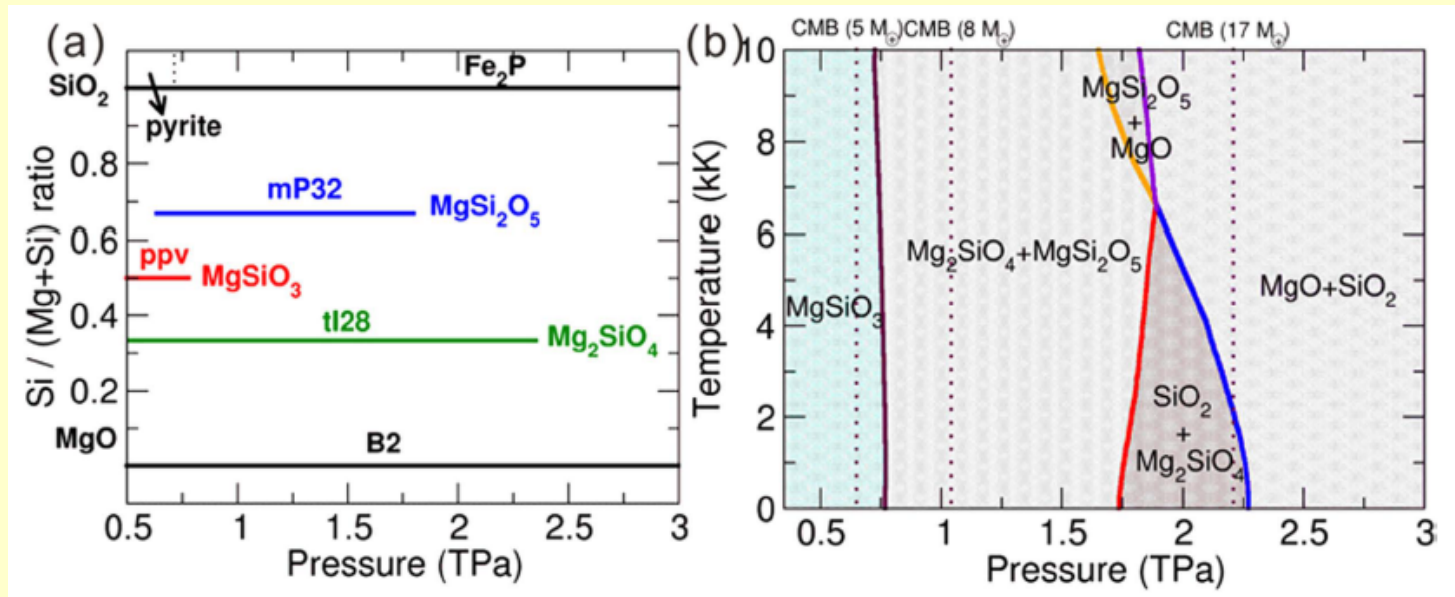 (a)
Fe₂P
SiO₂
pyrite
0.8
mP32
MgSi₂O₅
0.6
ppv
MgSiO₃
0.4
tI28
Mg₂SiO₄
0.2
MgO
B2
0
0.5 1 1.5 2 2.5 3
Pressure (TPa)
Si / (Mg+Si) ratio
(b)
CMB (5 M⊕) CMB (8 M⊕) CMB (17 M⊕)
10
MgSi₂O₅
+
MgO
8
6
Mg₂SiO₄+MgSi₂O₅
MgO+SiO₂
MgSiO₃
4
SiO₂
+
Mg₂SiO₄
2
0
0.5 1 1.5 2 2.5 3
Pressure (TPa)
Temperature (kK)